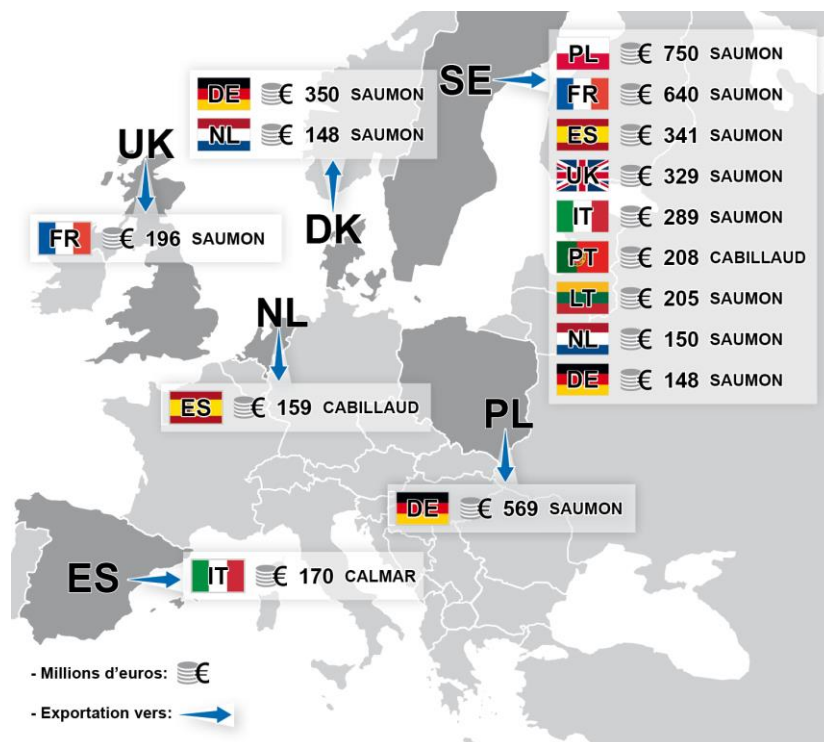 SE
PL € 750 SAUMON
FR € 640 SAUMON
ES € 341 SAUMON
UK € 329 SAUMON
IT € 289 SAUMON
PT € 208 CABILLAUD
LT € 205 SAUMON
NL € 150 SAUMON
DE € 148 SAUMON
DE € 350 SAUMON
NL € 148 SAUMON
DK
UK
FR € 196 SAUMON
NL
ES € 159 CABILLAUD
PL
DE € 569 SAUMON
ES
IT € 170 CALMAR
- Millions d’euros: €
- Exportation vers: